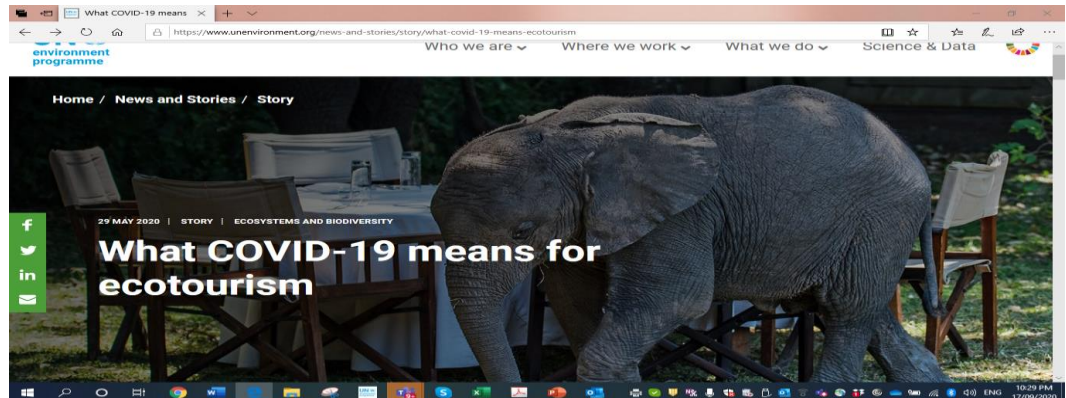 What COVID-19 means
https://www.unenvironment.org/news-and-stories/story/what-covid-19-means-ecotourism
environment
programme
Who we are
Where we work
What we do
Science & Data
Home / News and Stories / Story
29 MAY 2020 | STORY | ECOSYSTEMS AND BIODIVERSITY
What COVID-19 means for
ecotourism
f
in
ENG
10:29 PM
17/09/2020